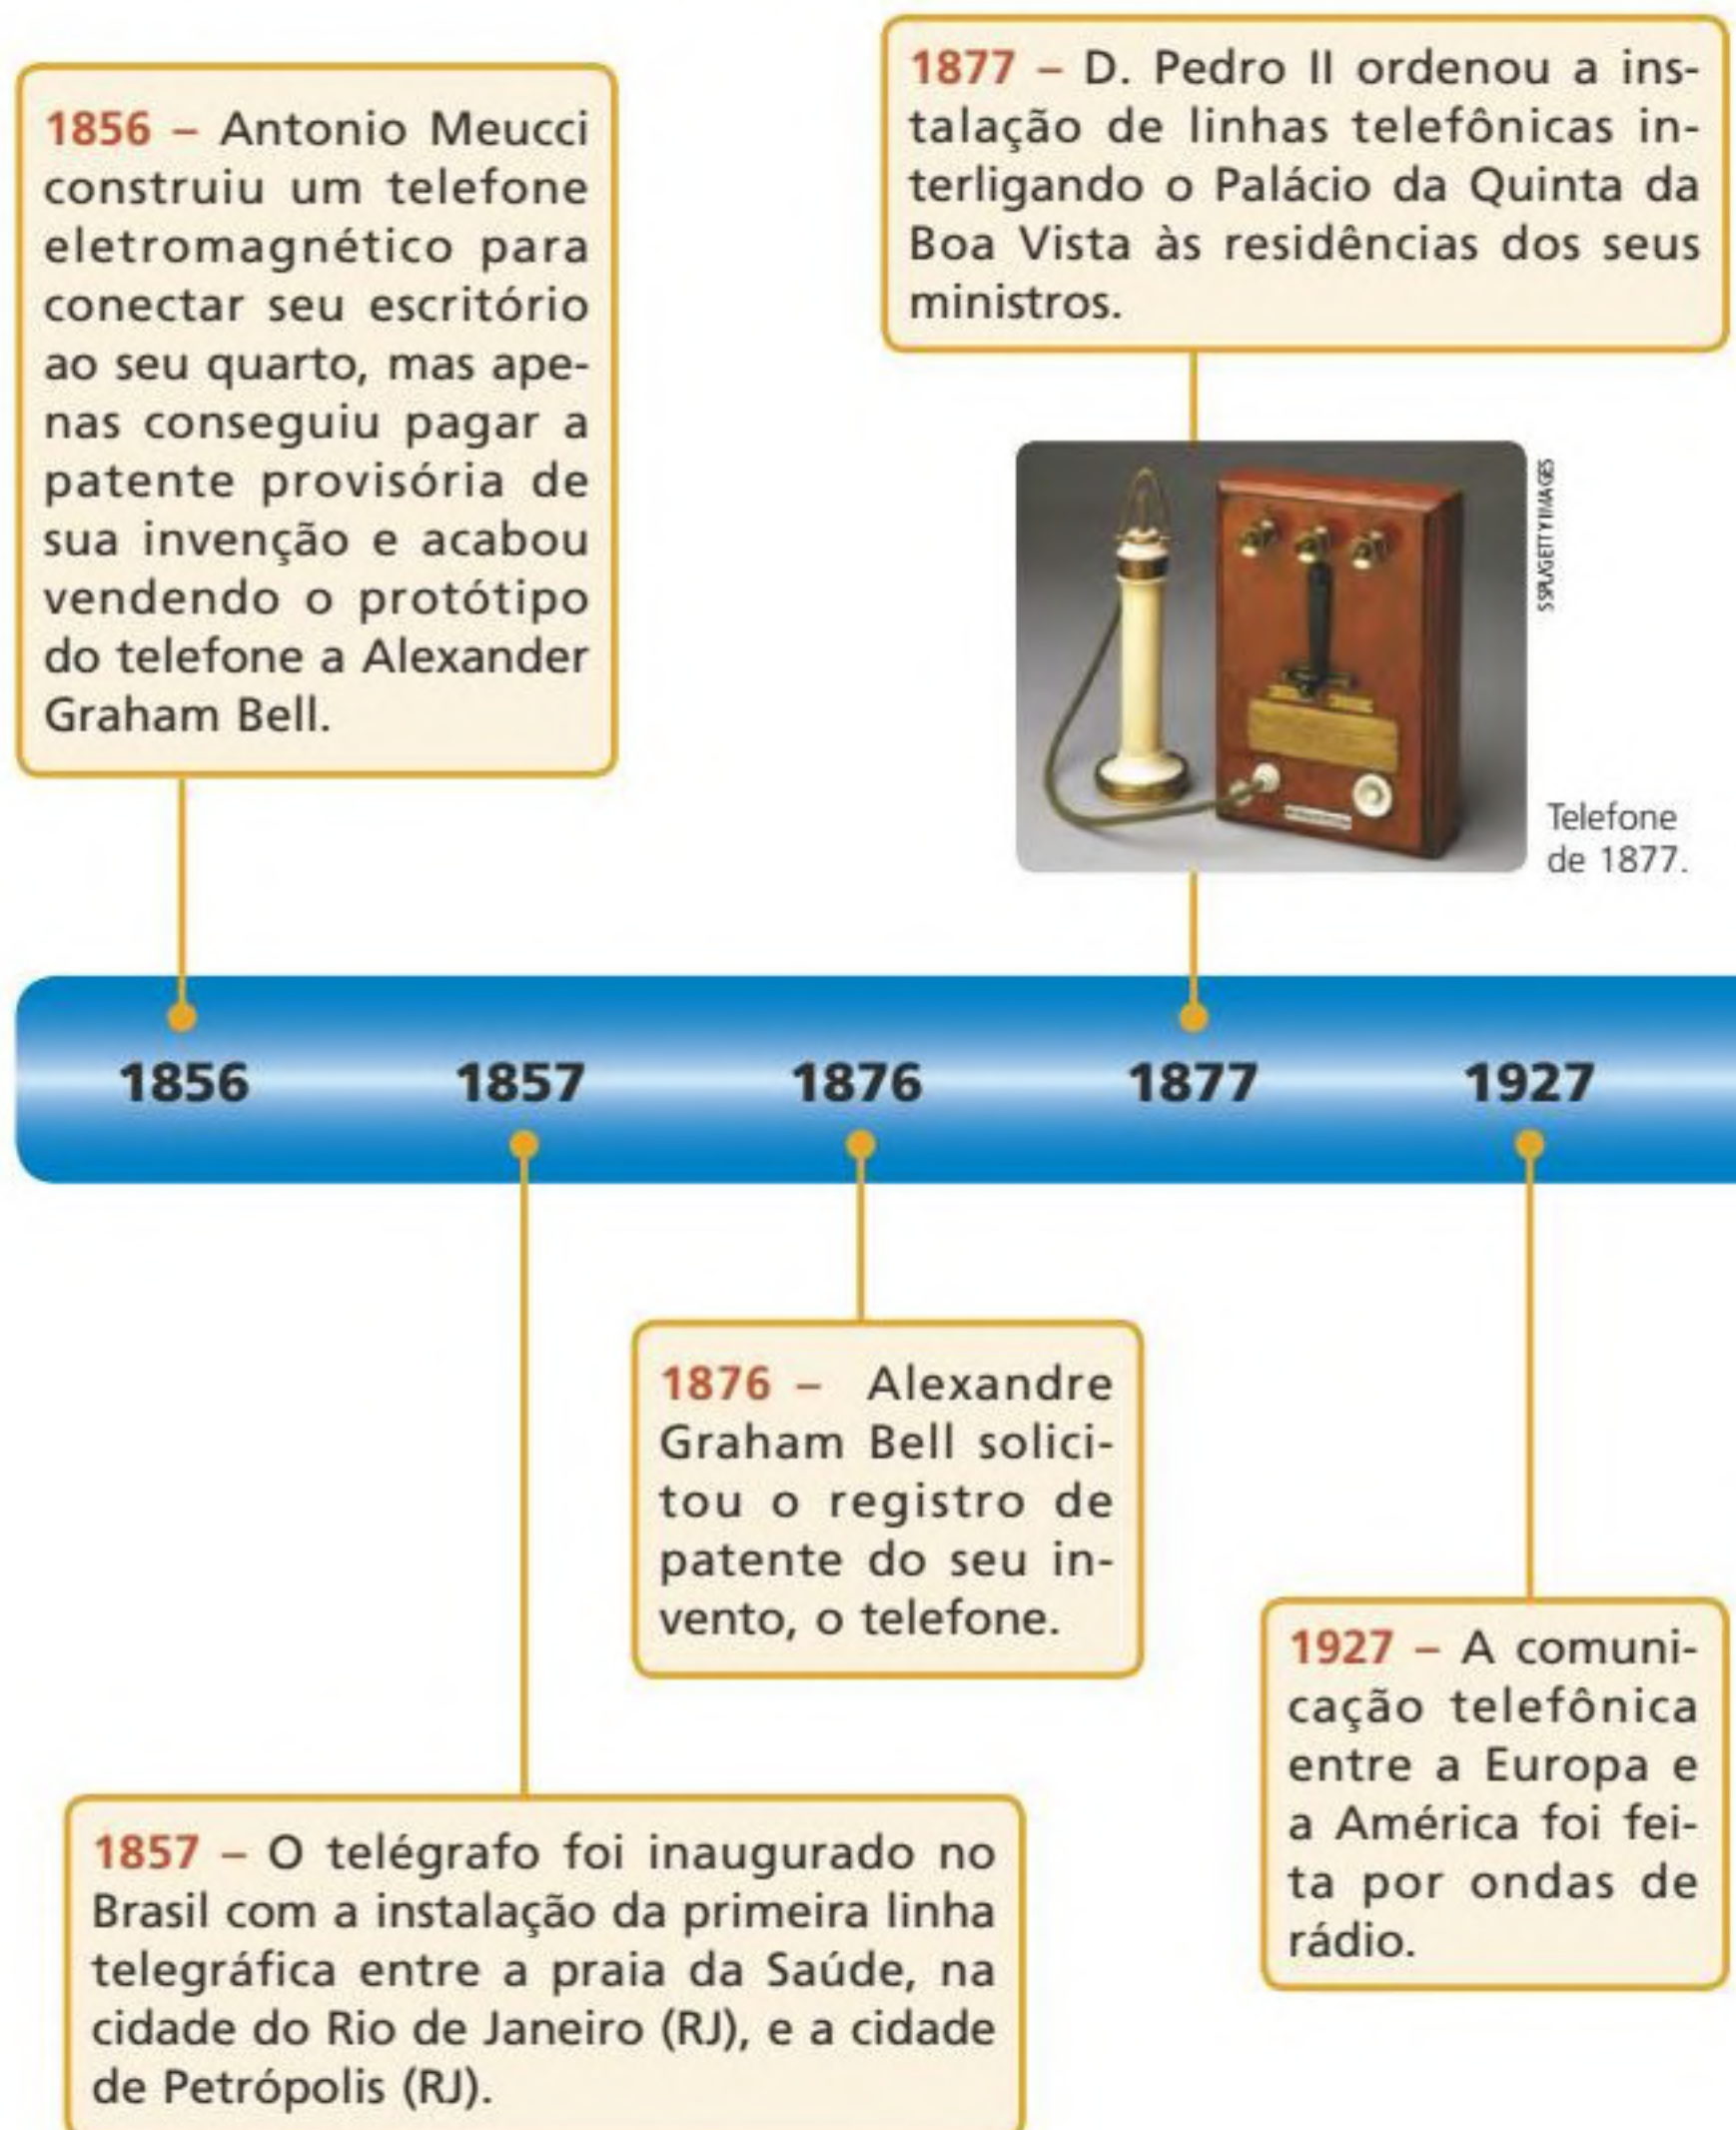 1856 – Antonio Meucci
construiu um telefone
eletromagnético para
conectar seu escritório
ao seu quarto, mas ape-
nas conseguiu pagar a
patente provisória de
sua invenção e acabou
vendendo o protótipo
do telefone a Alexander
Graham Bell.
1877 – D. Pedro II ordenou a ins-
talação de linhas telefônicas in-
terligando o Palácio da Quinta da
Boa Vista às residências dos seus
ministros.
SSPL/GETTY IMAGES
Telefone
de 1877.
1856 1857 1876 1877 1927
1876 – Alexandre
Graham Bell solici-
tou o registro de
patente do seu in-
vento, o telefone.
1927 – A comuni-
cação telefônica
entre a Europa e
a América foi fei-
ta por ondas de
rádio.
1857 – O telégrafo foi inaugurado no
Brasil com a instalação da primeira linha
telegráfica entre a praia da Saúde, na
cidade do Rio de Janeiro (RJ), e a cidade
de Petrópolis (RJ).